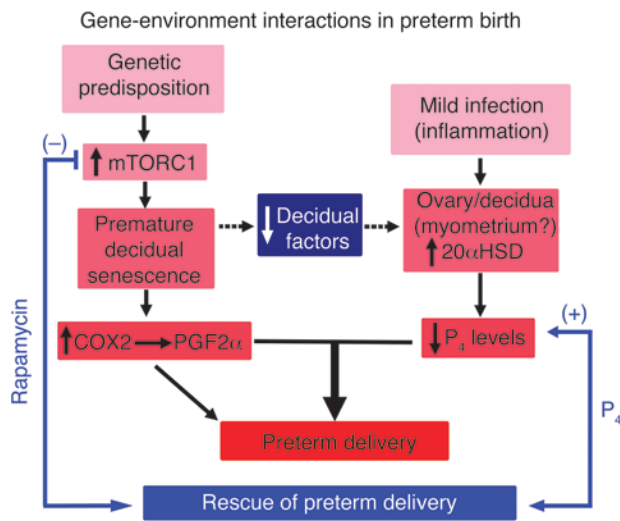 Gene-environment interactions in preterm birth
Genetic
predisposition
Mild infection
(inflammation)
(–)
↑ mTORC1
Premature
decidual
senescence
↓ Decidual
factors
Ovary/decidua
(myometrium?)
↑ 20αHSD
↑COX2 → PGF2α
↓ P₄ levels
(+)
Rapamycin
P₄
Preterm delivery
Rescue of preterm delivery